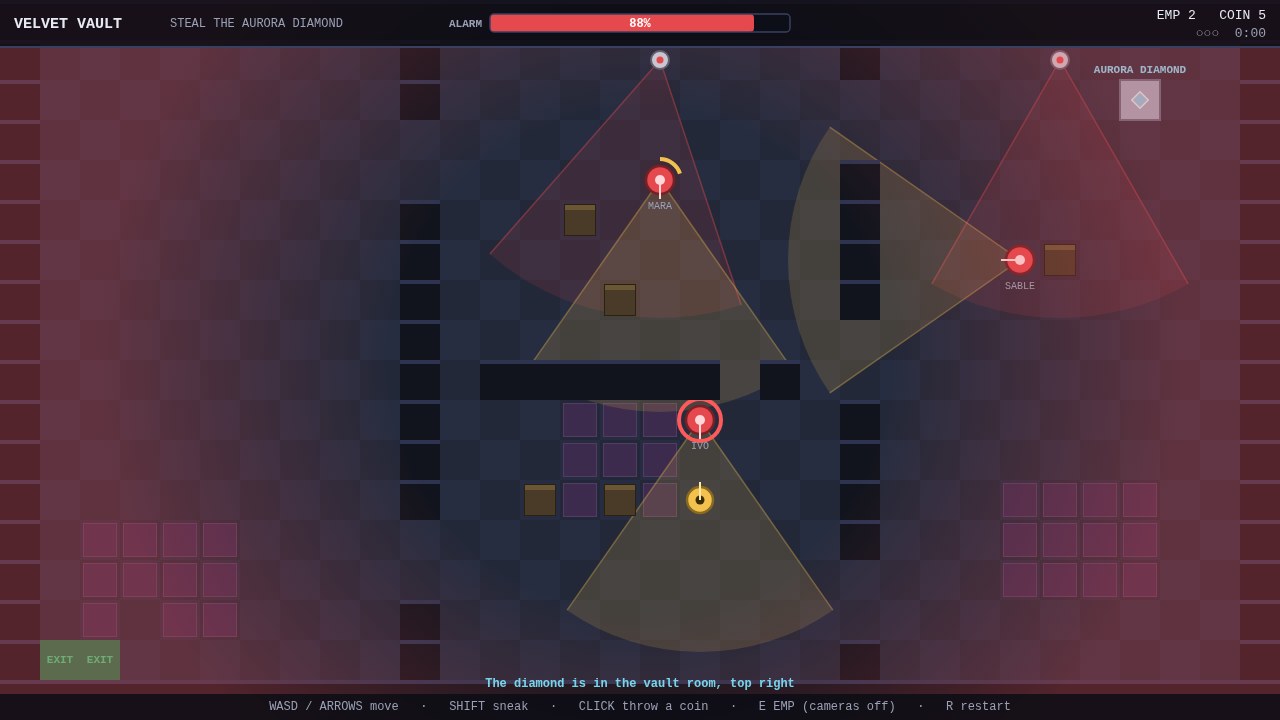 VELVET VAULT
STEAL THE AURORA DIAMOND
ALARM 88%
EMP 2 COIN 5
○○○ 0:00
AURORA DIAMOND
MARA
SABLE
IVO
EXIT EXIT
The diamond is in the vault room, top right
WASD / ARROWS move · SHIFT sneak · CLICK throw a coin · E EMP (cameras off) · R restart